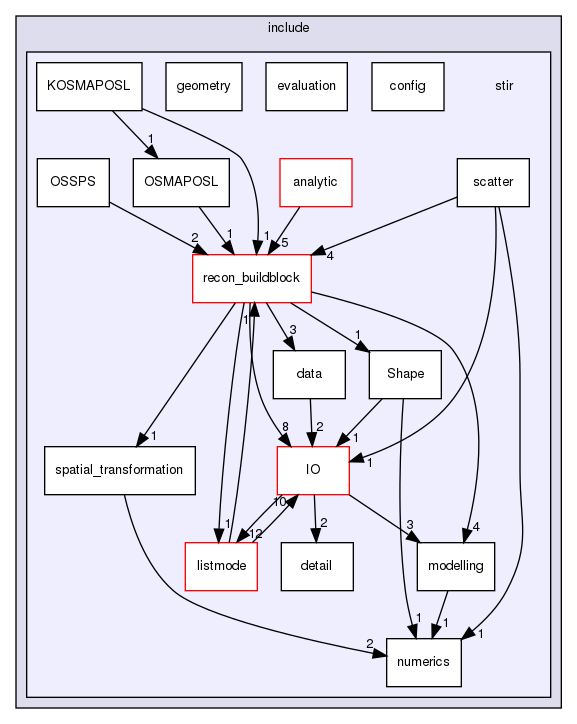 include
KOSMAPOSL
geometry
evaluation
config
stir
1
OSSPS
OSMAPOSL
analytic
scatter
2
1
1
5
4
recon_buildblock
1
3
1
data
Shape
8
2
1
1
1
spatial_transformation
IO
10
1
12
2
3
4
listmode
detail
modelling
1
1
1
2
numerics